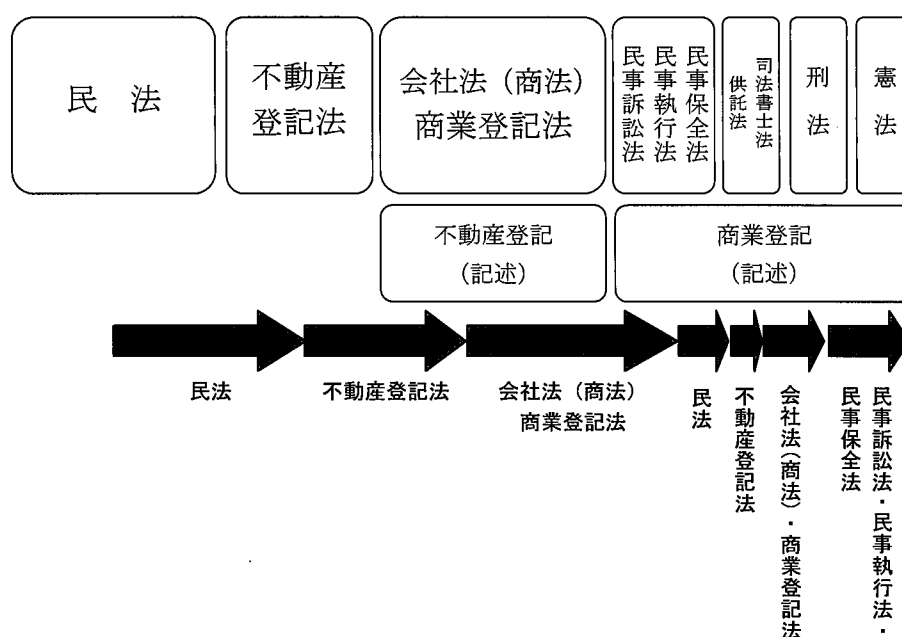 民　法
不動産
登記法
会社法（商法）
商業登記法
民事保全法
民事執行法
民事訴訟法
司法書士法
供託法
刑法
憲法
不動産登記
（記述）
商業登記
（記述）
民法
不動産登記法
会社法（商法）
商業登記法
民法
不動産登記法
会社法（商法）・商業登記法
民事訴訟法・民事執行法・
民事保全法